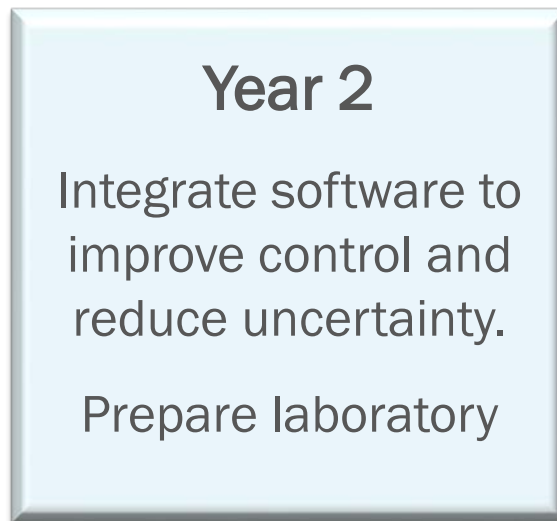 Year 2
Integrate software to
improve control and
reduce uncertainty.
Prepare laboratory